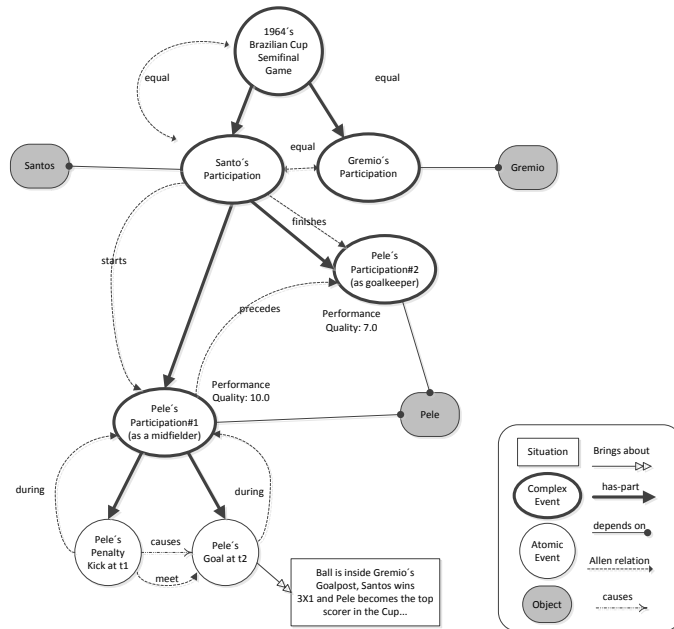 1964´s
Brazilian Cup
Semifinal
Game
equal
equal
Santos
Santo´s
Participation
equal
Gremio´s
Participation
Gremio
finishes
starts
Pele´s
Participation#2
(as goalkeeper)
precedes
Performance
Quality: 7.0
Performance
Quality: 10.0
Pele´s
Participation#1
(as a midfielder)
Pele
during
during
Pele´s
Penalty
Kick at t1
causes
meet
Pele´s
Goal at t2
Ball is inside Gremio´s
Goalpost, Santos wins
3X1 and Pele becomes the top
scorer in the Cup...
Situation
Brings about
Complex
Event
has-part
depends on
Atomic
Event
Allen relation
Object
causes